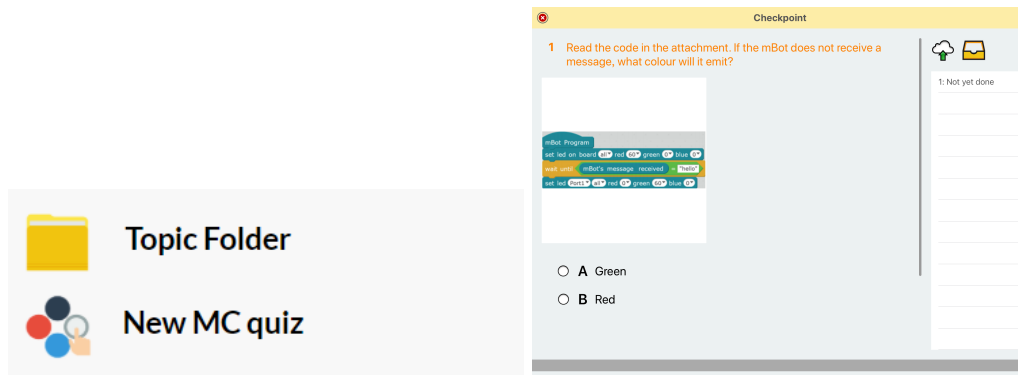 Topic Folder
New MC quiz
Checkpoint
1 Read the code in the attachment. If the mBot does not receive a
message, what colour will it emit?
mBot Program
set led on board all red 60 green 0 blue 0
wait until mBot's message received = "hello"
set led Port1 all red 0 green 60 blue 0
A Green
B Red
1: Not yet done